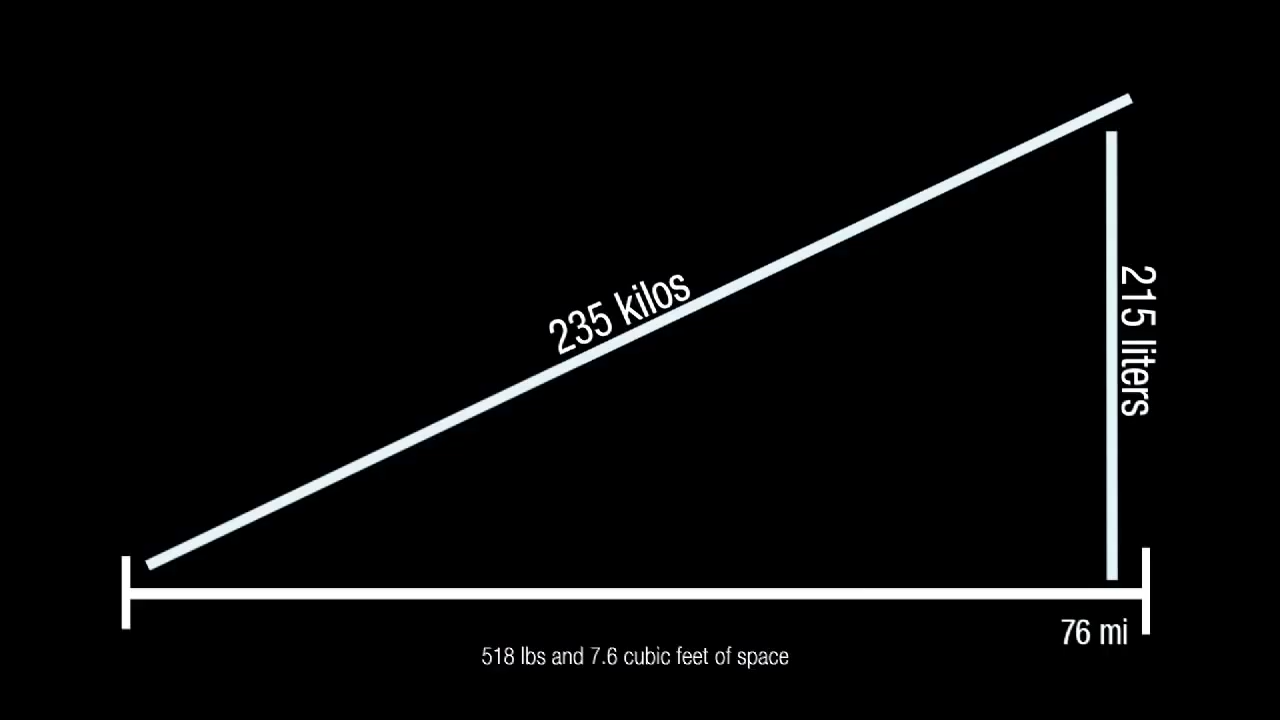 235 kilos
215 liters
76 mi
518 lbs and 7.6 cubic feet of space